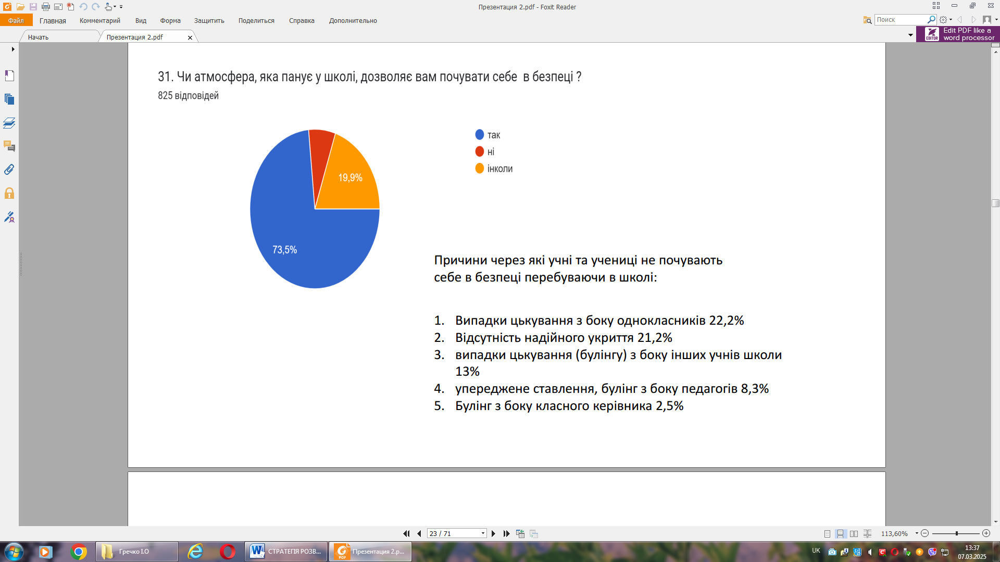 Презентация 2.pdf - Foxit Reader
Файл Главная Комментарий Вид Форма Защитить Поделиться Справка Дополнительно
Поиск
Начать
Презентация 2.pdf
EDITOR
Edit PDF like a
word processor
31. Чи атмосфера, яка панує у школі, дозволяє вам почувати себе в безпеці ?
825 відповідей
так
ні
інколи
19,9%
73,5%
Причини через які учні та учениці не почувають
себе в безпеці перебуваючи в школі:
1. Випадки цькування з боку однокласників 22,2%
2. Відсутність надійного укриття 21,2%
3. випадки цькування (булінгу) з боку інших учнів школи
13%
4. упереджене ставлення, булінг з боку педагогів 8,3%
5. Булінг з боку класного керівника 2,5%
23 / 71
113,60%
Гречко І.О
СТРАТЕГІЯ РОЗВ...
PDF
Презентация 2.p...
UK
13:37
07.03.2025